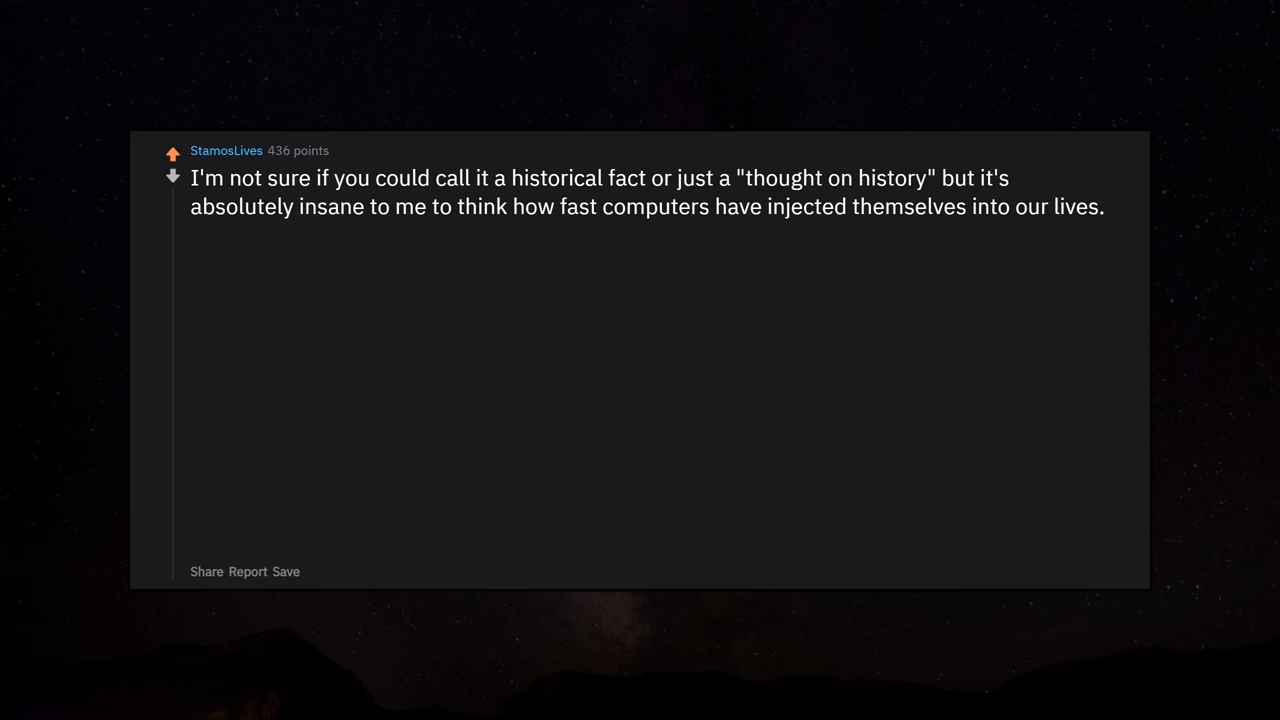 StamosLives 436 points
I'm not sure if you could call it a historical fact or just a "thought on history" but it's
absolutely insane to me to think how fast computers have injected themselves into our lives.
Share Report Save